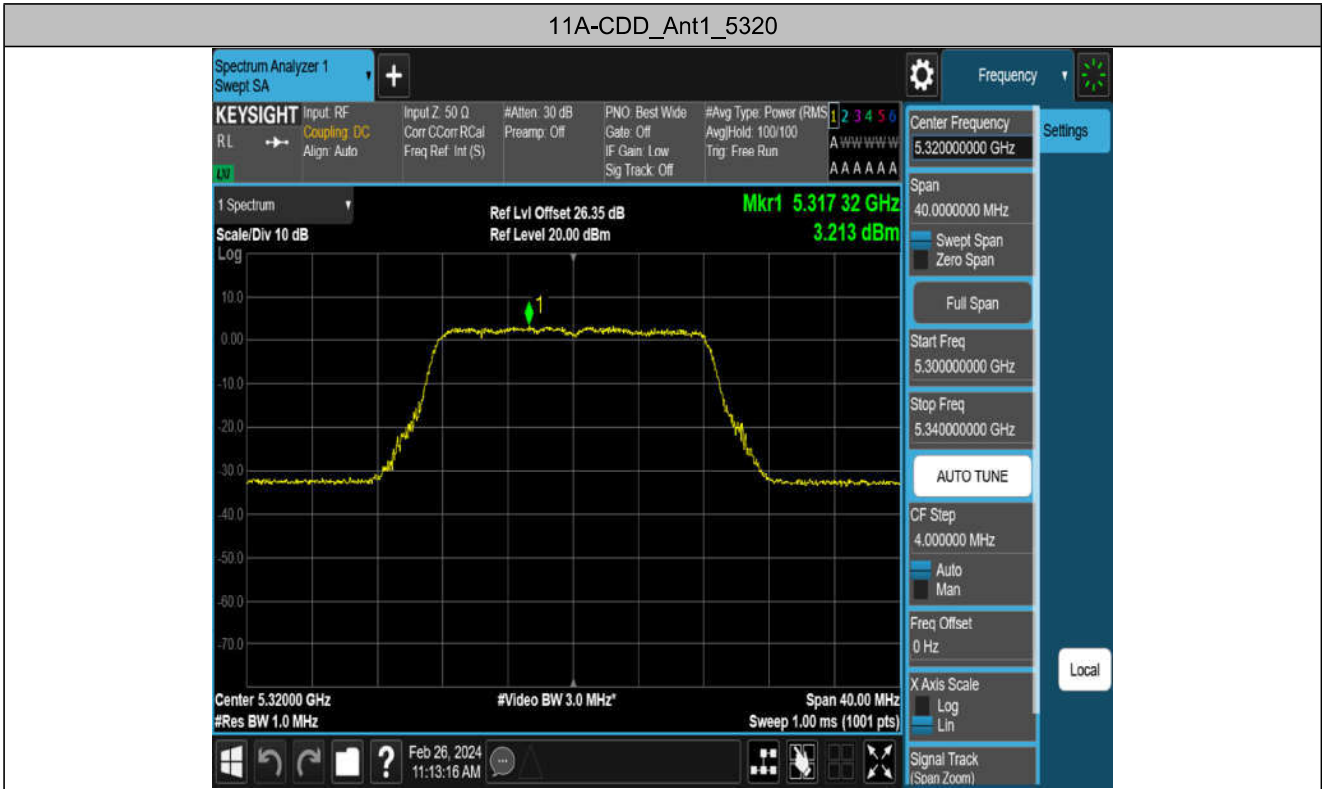 11A-CDD_Ant1_5320
Spectrum Analyzer 1
Swept SA
+
Frequency
KEYSIGHT
RL
LXI
Input: RF
Coupling: DC
Align: Auto
Input Z: 50 Ω
Corr CCorr RCal
Freq Ref: Int (S)
#Atten: 30 dB
Preamp: Off
PNO: Best Wide
Gate: Off
IF Gain: Low
Sig Track: Off
#Avg Type: Power (RMS
Avg|Hold: 100/100
Trig: Free Run
1 2 3 4 5 6
A W W W W W
A A A A A A
1 Spectrum
Scale/Div 10 dB
Log
Ref Lvl Offset 26.35 dB
Ref Level 20.00 dBm
Mkr1 5.317 32 GHz
3.213 dBm
1
10.0
0.00
-10.0
-20.0
-30.0
-40.0
-50.0
-60.0
-70.0
Center 5.32000 GHz
#Res BW 1.0 MHz
#Video BW 3.0 MHz*
Span 40.00 MHz
Sweep 1.00 ms (1001 pts)
Center Frequency
5.320000000 GHz
Settings
Span
40.0000000 MHz
Swept Span
Zero Span
Full Span
Start Freq
5.300000000 GHz
Stop Freq
5.340000000 GHz
AUTO TUNE
CF Step
4.000000 MHz
Auto
Man
Freq Offset
0 Hz
X Axis Scale
Log
Lin
Local
Signal Track
(Span Zoom)
?
Feb 26, 2024
11:13:16 AM